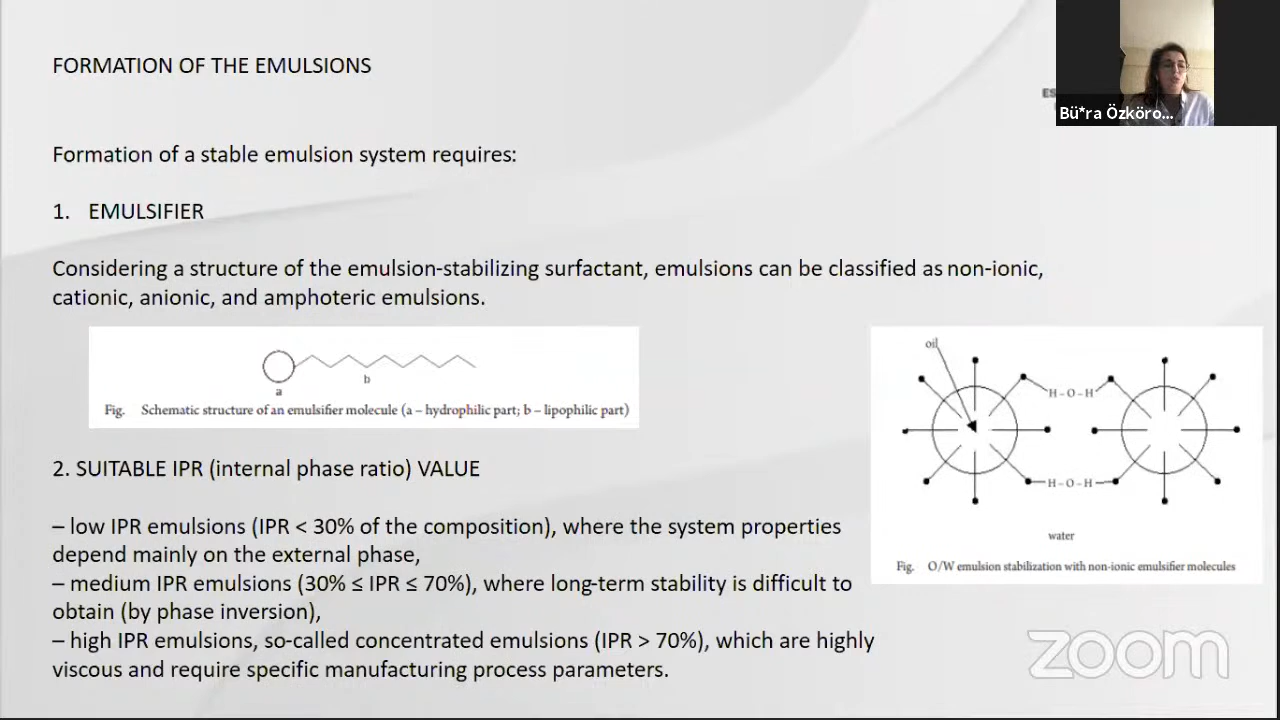 FORMATION OF THE EMULSIONS
ES
Bü*ra Özköro...
Formation of a stable emulsion system requires:
1. EMULSIFIER
Considering a structure of the emulsion-stabilizing surfactant, emulsions can be classified as non-ionic,
cationic, anionic, and amphoteric emulsions.
a
b
Fig. Schematic structure of an emulsifier molecule (a – hydrophilic part; b – lipophilic part)
oil
H – O – H
H – O – H
water
Fig. O/W emulsion stabilization with non-ionic emulsifier molecules
2. SUITABLE IPR (internal phase ratio) VALUE
– low IPR emulsions (IPR < 30% of the composition), where the system properties
depend mainly on the external phase,
– medium IPR emulsions (30% ≤ IPR ≤ 70%), where long-term stability is difficult to
obtain (by phase inversion),
– high IPR emulsions, so-called concentrated emulsions (IPR > 70%), which are highly
viscous and require specific manufacturing process parameters.
zoom